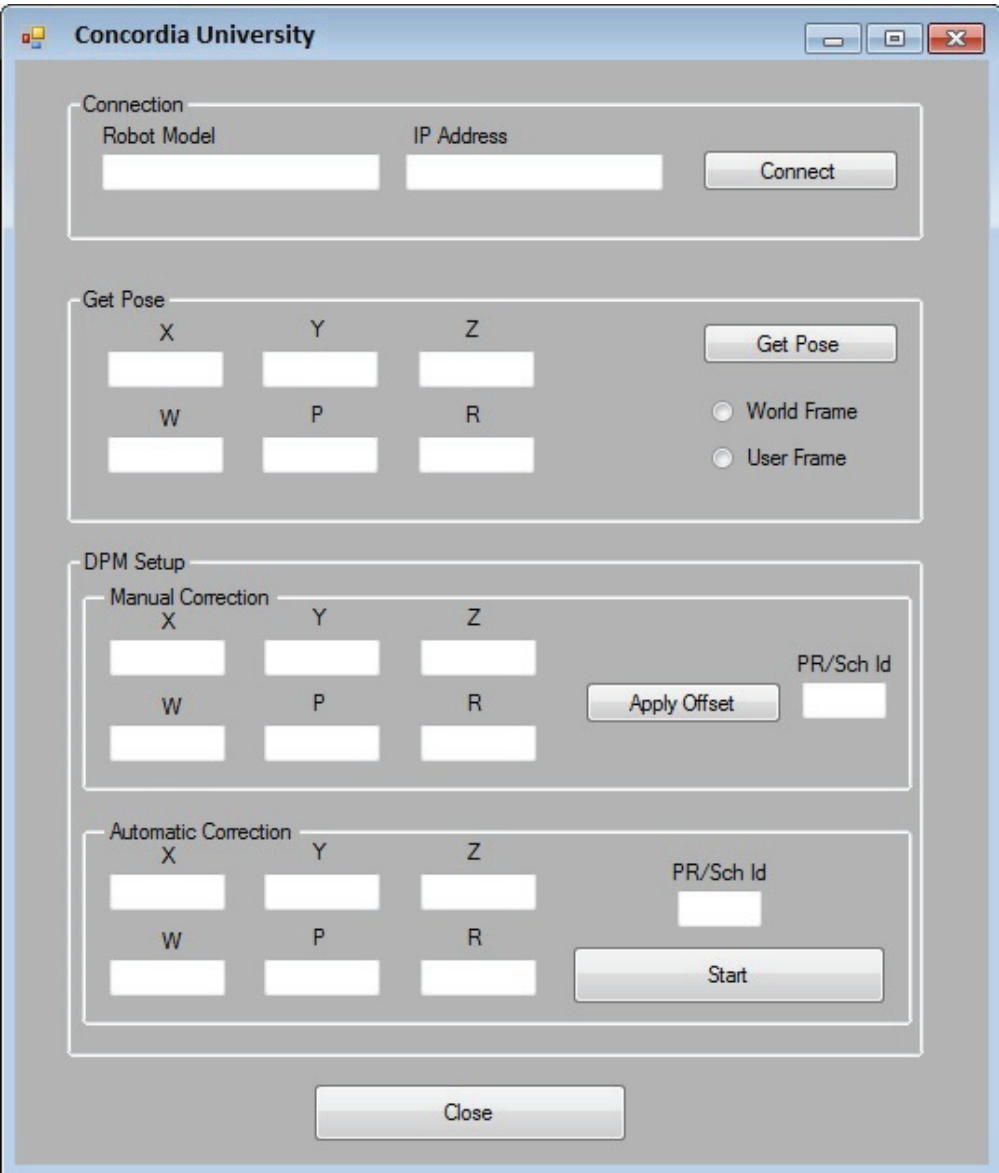 Concordia University
Connection
Robot Model IP Address
Connect
Get Pose
X Y Z
Get Pose
W P R
World Frame
User Frame
DPM Setup
Manual Correction
X Y Z
PR/Sch Id
W P R
Apply Offset
Automatic Correction
X Y Z
PR/Sch Id
W P R
Start
Close